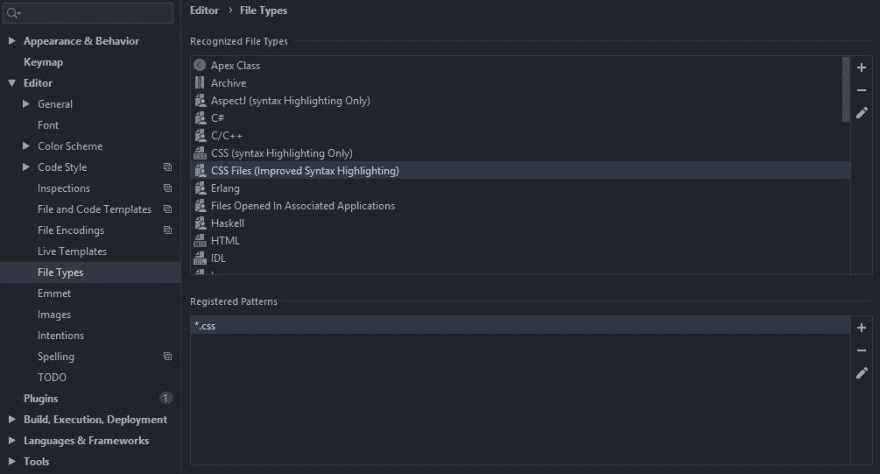 Appearance & Behavior
Keymap
Editor
General
Font
Color Scheme
Code Style
Inspections
File and Code Templates
File Encodings
Live Templates
File Types
Emmet
Images
Intentions
Spelling
TODO
Plugins 1
Build, Execution, Deployment
Languages & Frameworks
Tools
Editor › File Types
Recognized File Types
Apex Class
Archive
AspectJ (syntax Highlighting Only)
C#
C/C++
CSS (syntax Highlighting Only)
CSS Files {Improved Syntax Highlighting}
Erlang
Files Opened In Associated Applications
Haskell
HTML
IDL
Registered Patterns
*.css